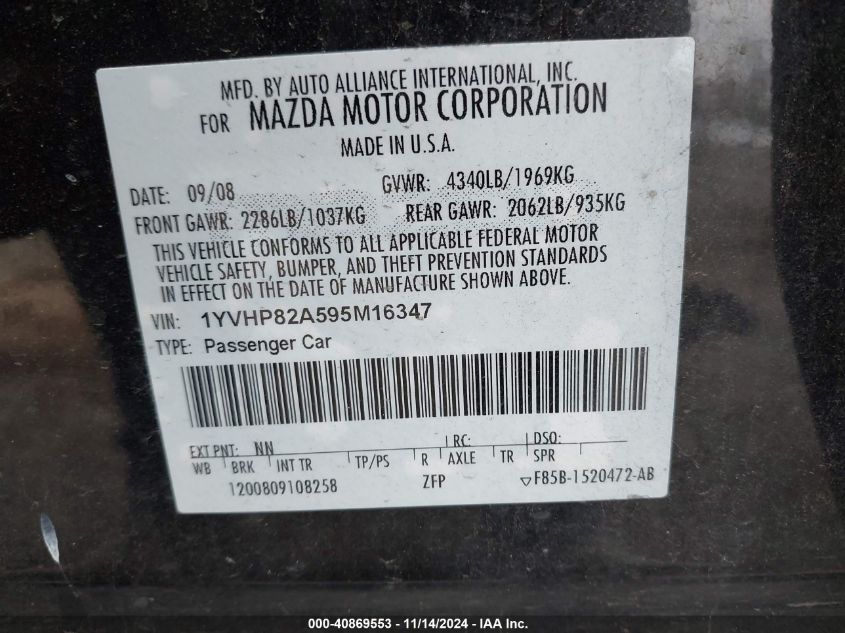 MFD. BY AUTO ALLIANCE INTERNATIONAL, INC.
FOR MAZDA MOTOR CORPORATION
MADE IN U.S.A.
DATE: 09/08 GVWR: 4340LB/1969KG
FRONT GAWR: 2286LB/1037KG REAR GAWR: 2062LB/935KG
THIS VEHICLE CONFORMS TO ALL APPLICABLE FEDERAL MOTOR
VEHICLE SAFETY, BUMPER, AND THEFT PREVENTION STANDARDS
IN EFFECT ON THE DATE OF MANUFACTURE SHOWN ABOVE.
VIN: 1YVHP82A595M16347
TYPE: Passenger Car
EXT PNT: NN RC: DSO:
WB BRK INT TR TP/PS R AXLE TR SPR
1200809108258 ZFP ▽F85B-1520472-AB
000-40869553 - 11/14/2024 - IAA Inc.